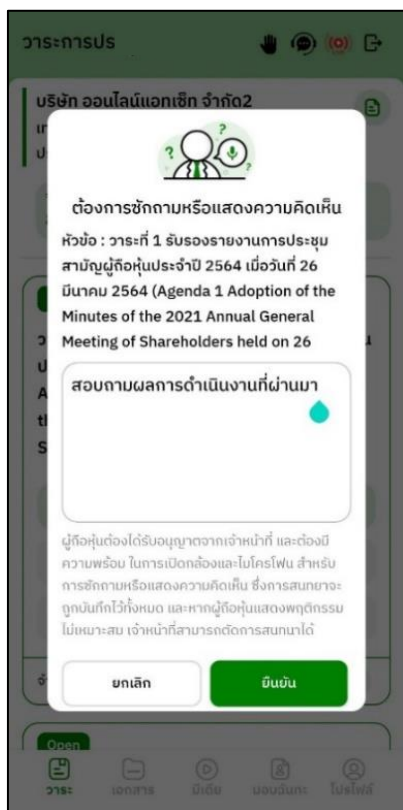 วาระการปร
บริษัท ออนไลน์แอทเซ็ท จำกัด2
ต้องการซักถามหรือแสดงความคิดเห็น
หัวข้อ : วาระที่ 1 รับรองรายงานการประชุม
สามัญผู้ถือหุ้นประจำปี 2564 เมื่อวันที่ 26
มีนาคม 2564 (Agenda 1 Adoption of the
Minutes of the 2021 Annual General
Meeting of Shareholders held on 26
สอบถามผลการดำเนินงานที่ผ่านมา
ผู้ถือหุ้นต้องได้รับอนุญาตจากเจ้าหน้าที่ และต้องมี
ความพร้อม ในการเปิดกล้องและไมโครโฟน สำหรับ
การซักถามหรือแสดงความคิดเห็น ซึ่งการสนทยาจะ
ถูกบันทึกไว้ทั้งหมด และหากผู้ถือหุ้นแสดงพฤติกรรม
ไม่เหมาะสม เจ้าหน้าที่สามารถตัดการสนทนาได้
ยกเลิก ยืนยัน
Open
วาระ เอกสาร มีเดีย มอบฉันทะ โปรไฟล์